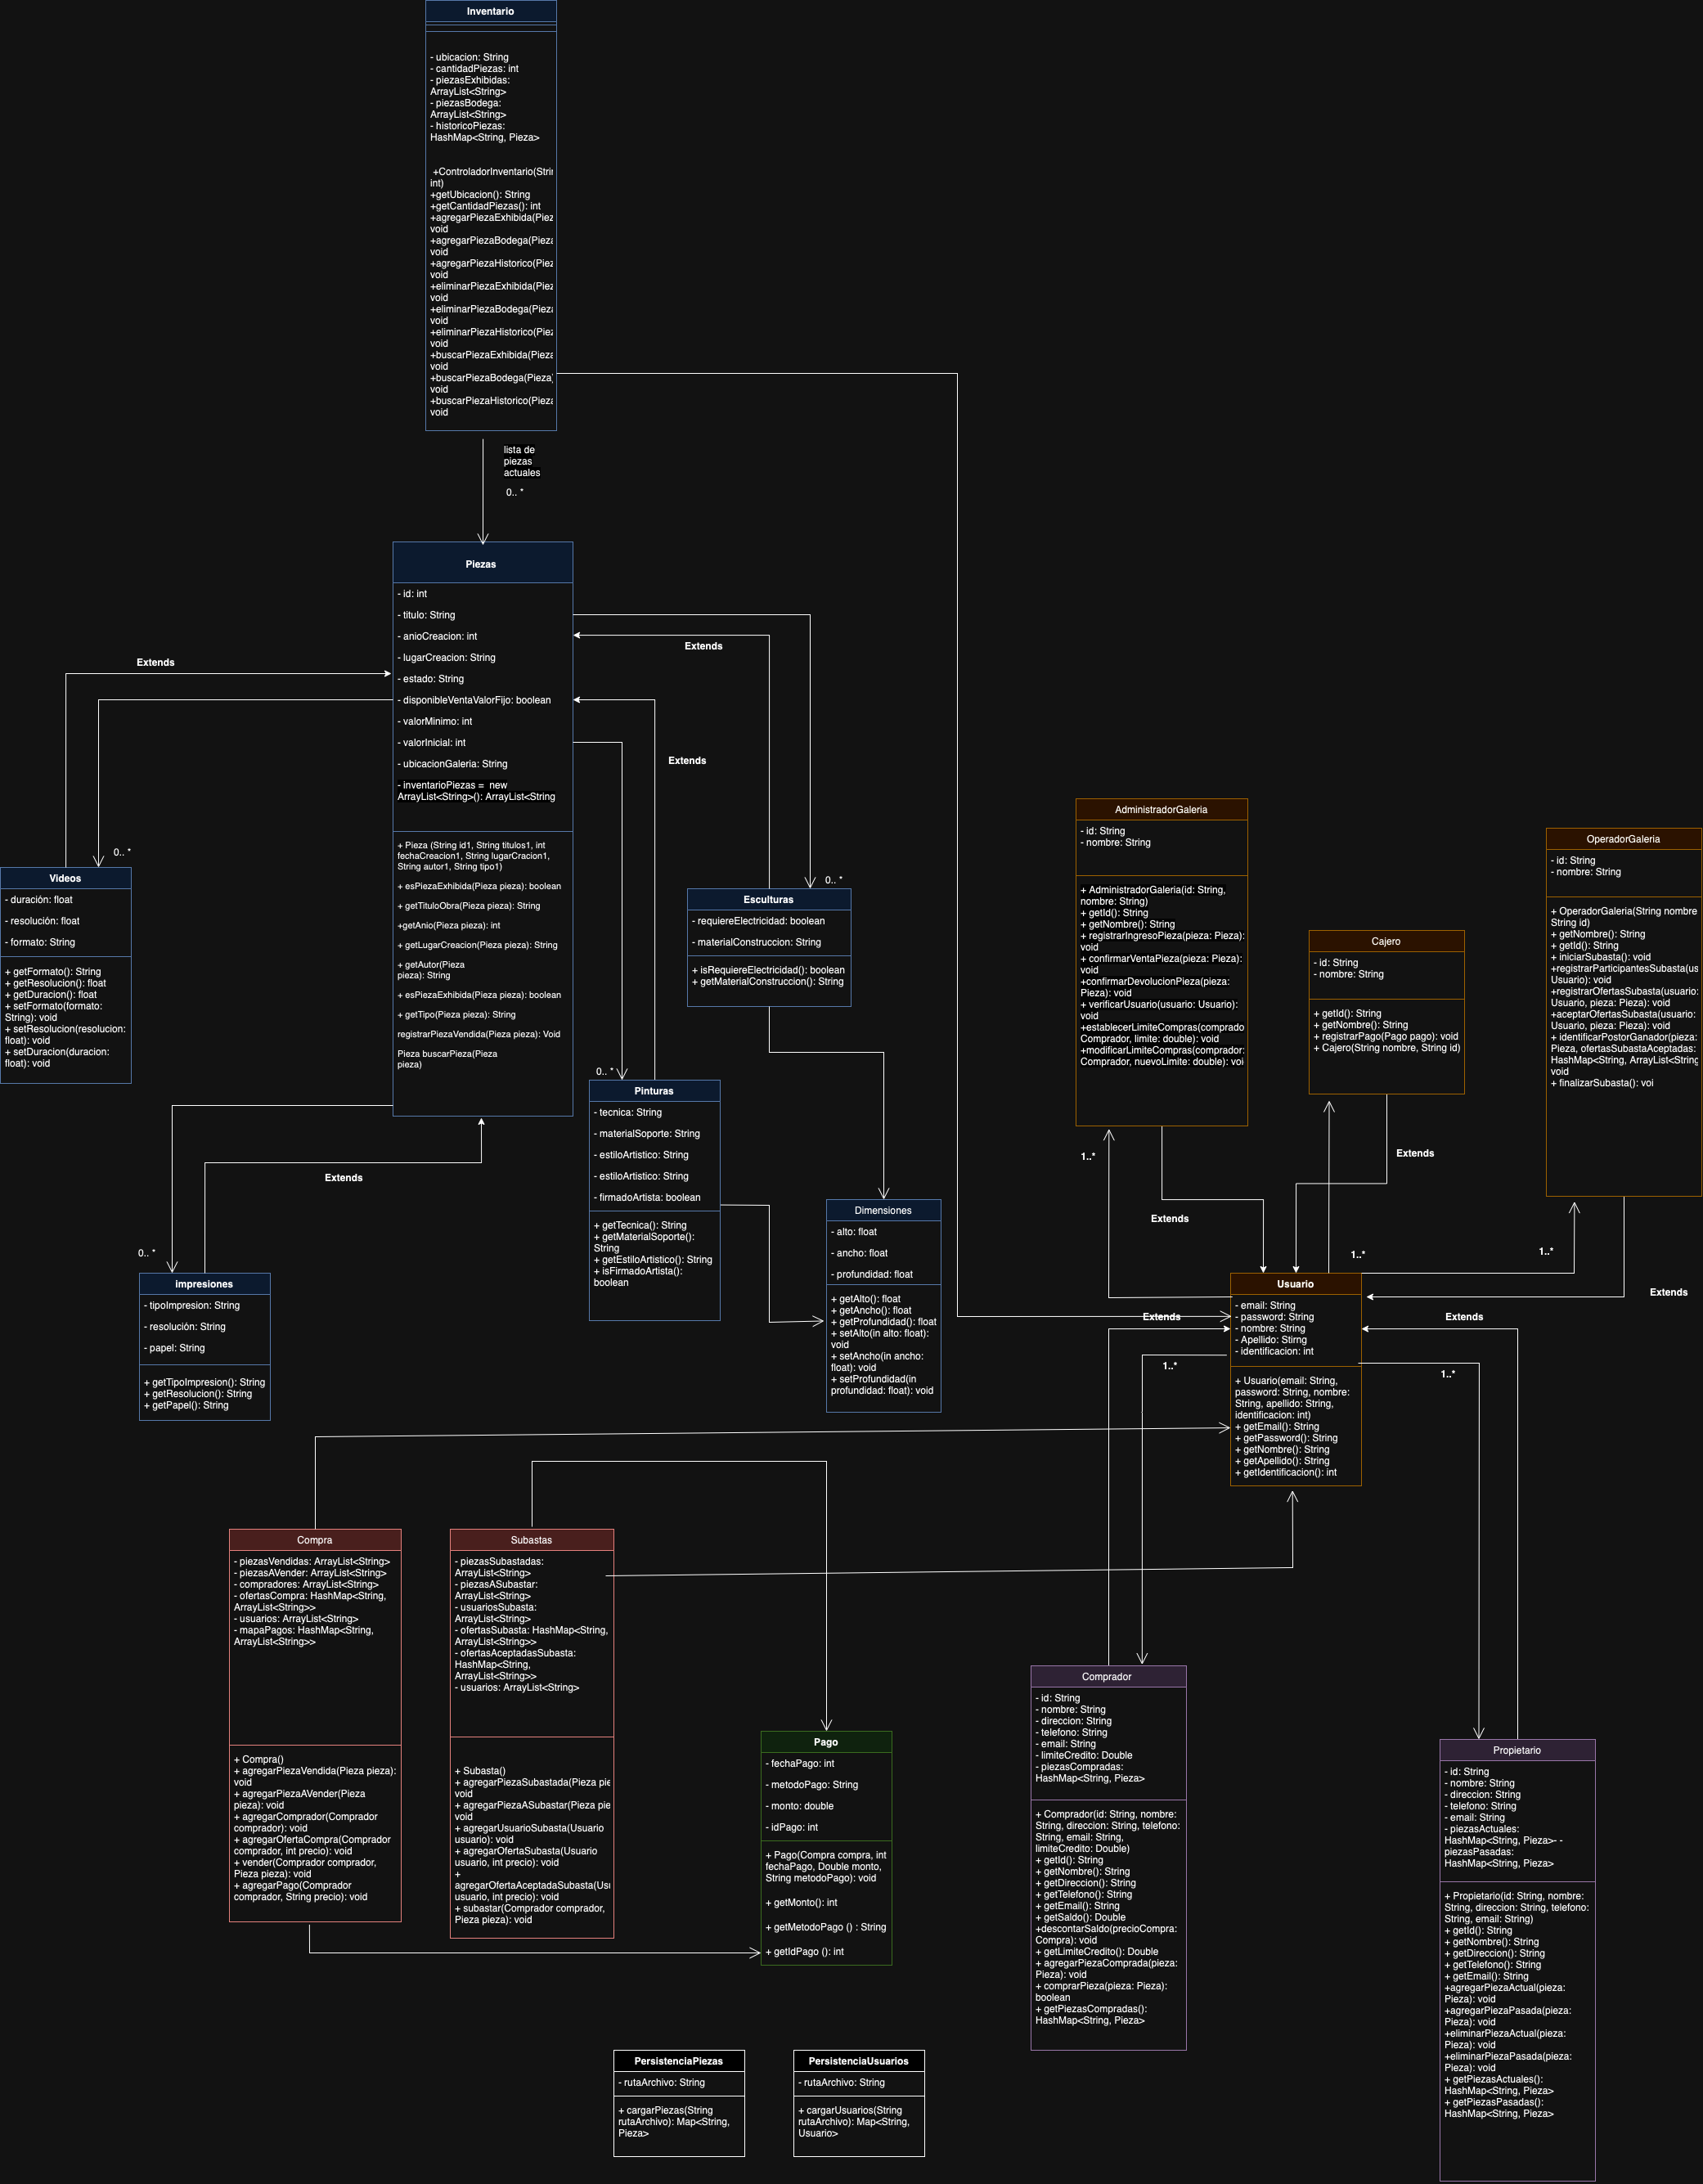 Inventario
- ubicacion: String
- cantidadPiezas: int
- piezasExhibidas:
ArrayList<String>
- piezasBodega:
ArrayList<String>
- historicoPiezas:
HashMap<String, Pieza>
+ControladorInventario(Strin
int)
+getUbicacion(): String
+getCantidadPiezas(): int
+agregarPiezaExhibida(Piez
void
+agregarPiezaBodega(Pieza
void
+agregarPiezaHistorico(Piez
void
+eliminarPiezaExhibida(Piez
void
+eliminarPiezaBodega(Pieza
void
+eliminarPiezaHistorico(Piez
void
+buscarPiezaExhibida(Pieza
void
+buscarPiezaBodega(Pieza)
void
+buscarPiezaHistorico(Pieza
void
lista de
piezas
actuales
0.. *
Piezas
- id: int
- titulo: String
- anioCreacion: int
- lugarCreacion: String
- estado: String
- disponibleVentaValorFijo: boolean
- valorMinimo: int
- valorInicial: int
- ubicacionGaleria: String
- inventarioPiezas = new
ArrayList<String>(): ArrayList<String
+ Pieza (String id1, String titulos1, int
fechaCreacion1, String lugarCracion1,
String autor1, String tipo1)
+ esPiezaExhibida(Pieza pieza): boolean
+ getTituloObra(Pieza pieza): String
+getAnio(Pieza pieza): int
+ getLugarCreacion(Pieza pieza): String
+ getAutor(Pieza
pieza): String
+ esPiezaExhibida(Pieza pieza): boolean
+ getTipo(Pieza pieza): String
registrarPiezaVendida(Pieza pieza): Void
Pieza buscarPieza(Pieza
pieza)
Extends
Extends
Extends
Extends
0.. *
Videos
- duración: float
- resolución: float
- formato: String
+ getFormato(): String
+ getResolucion(): float
+ getDuracion(): float
+ setFormato(formato:
String): void
+ setResolucion(resolucion:
float): void
+ setDuracion(duracion:
float): void
0.. *
Esculturas
- requiereElectricidad: boolean
- materialConstruccion: String
+ isRequiereElectricidad(): boolean
+ getMaterialConstruccion(): String
0.. *
Pinturas
- tecnica: String
- materialSoporte: String
- estiloArtistico: String
- estiloArtistico: String
- firmadoArtista: boolean
+ getTecnica(): String
+ getMaterialSoporte():
String
+ getEstiloArtistico(): String
+ isFirmadoArtista():
boolean
0.. *
impresiones
- tipoImpresion: String
- resolución: String
- papel: String
+ getTipoImpresion(): String
+ getResolucion(): String
+ getPapel(): String
Dimensiones
- alto: float
- ancho: float
- profundidad: float
+ getAlto(): float
+ getAncho(): float
+ getProfundidad(): float
+ setAlto(in alto: float):
void
+ setAncho(in ancho:
float): void
+ setProfundidad(in
profundidad: float): void
AdministradorGaleria
- id: String
- nombre: String
+ AdministradorGaleria(id: String,
nombre: String)
+ getId(): String
+ getNombre(): String
+ registrarIngresoPieza(pieza: Pieza):
void
+ confirmarVentaPieza(pieza: Pieza):
void
+confirmarDevolucionPieza(pieza:
Pieza): void
+ verificarUsuario(usuario: Usuario):
void
+establecerLimiteCompras(comprado
Comprador, limite: double): void
+modificarLimiteCompras(comprador:
Comprador, nuevoLimite: double): voi
Cajero
- id: String
- nombre: String
+ getId(): String
+ getNombre(): String
+ registrarPago(Pago pago): void
+ Cajero(String nombre, String id)
OperadorGaleria
- id: String
- nombre: String
+ OperadorGaleria(String nombre
String id)
+ getNombre(): String
+ getId(): String
+ iniciarSubasta(): void
+registrarParticipantesSubasta(us
Usuario): void
+registrarOfertasSubasta(usuario:
Usuario, pieza: Pieza): void
+aceptarOfertasSubasta(usuario:
Usuario, pieza: Pieza): void
+ identificarPostorGanador(pieza:
Pieza, ofertasSubastaAceptadas:
HashMap<String, ArrayList<String
void
+ finalizarSubasta(): voi
1..*
Extends
Extends
1..*
1..*
Extends
Usuario
- email: String
- password: String
- nombre: String
- Apellido: Stirng
- identificacion: int
+ Usuario(email: String,
password: String, nombre:
String, apellido: String,
identificacion: int)
+ getEmail(): String
+ getPassword(): String
+ getNombre(): String
+ getApellido(): String
+ getIdentificacion(): int
Extends
Extends
1..*
1..*
Compra
- piezasVendidas: ArrayList<String>
- piezasAVender: ArrayList<String>
- compradores: ArrayList<String>
- ofertasCompra: HashMap<String,
ArrayList<String>>
- usuarios: ArrayList<String>
- mapaPagos: HashMap<String,
ArrayList<String>>
+ Compra()
+ agregarPiezaVendida(Pieza pieza):
void
+ agregarPiezaAVender(Pieza
pieza): void
+ agregarComprador(Comprador
comprador): void
+ agregarOfertaCompra(Comprador
comprador, int precio): void
+ vender(Comprador comprador,
Pieza pieza): void
+ agregarPago(Comprador
comprador, String precio): void
Subastas
- piezasSubastadas:
ArrayList<String>
- piezasASubastar:
ArrayList<String>
- usuariosSubasta:
ArrayList<String>
- ofertasSubasta: HashMap<String,
ArrayList<String>>
- ofertasAceptadasSubasta:
HashMap<String,
ArrayList<String>>
- usuarios: ArrayList<String>
+ Subasta()
+ agregarPiezaSubastada(Pieza pie
void
+ agregarPiezaASubastar(Pieza pie
void
+ agregarUsuarioSubasta(Usuario
usuario): void
+ agregarOfertaSubasta(Usuario
usuario, int precio): void
+
agregarOfertaAceptadaSubasta(Usu
usuario, int precio): void
+ subastar(Comprador comprador,
Pieza pieza): void
Pago
- fechaPago: int
- metodoPago: String
- monto: double
- idPago: int
+ Pago(Compra compra, int
fechaPago, Double monto,
String metodoPago): void
+ getMonto(): int
+ getMetodoPago () : String
+ getIdPago (): int
Comprador
- id: String
- nombre: String
- direccion: String
- telefono: String
- email: String
- limiteCredito: Double
- piezasCompradas:
HashMap<String, Pieza>
+ Comprador(id: String, nombre:
String, direccion: String, telefono:
String, email: String,
limiteCredito: Double)
+ getId(): String
+ getNombre(): String
+ getDireccion(): String
+ getTelefono(): String
+ getEmail(): String
+ getSaldo(): Double
+descontarSaldo(precioCompra:
Compra): void
+ getLimiteCredito(): Double
+ agregarPiezaComprada(pieza:
Pieza): void
+ comprarPieza(pieza: Pieza):
boolean
+ getPiezasCompradas():
HashMap<String, Pieza>
Propietario
- id: String
- nombre: String
- direccion: String
- telefono: String
- email: String
- piezasActuales:
HashMap<String, Pieza>- -
piezasPasadas:
HashMap<String, Pieza>
+ Propietario(id: String, nombre:
String, direccion: String, telefono:
String, email: String)
+ getId(): String
+ getNombre(): String
+ getDireccion(): String
+ getTelefono(): String
+ getEmail(): String
+agregarPiezaActual(pieza:
Pieza): void
+agregarPiezaPasada(pieza:
Pieza): void
+eliminarPiezaActual(pieza:
Pieza): void
+eliminarPiezaPasada(pieza:
Pieza): void
+ getPiezasActuales():
HashMap<String, Pieza>
+ getPiezasPasadas():
HashMap<String, Pieza>
PersistenciaPiezas
- rutaArchivo: String
+ cargarPiezas(String
rutaArchivo): Map<String,
Pieza>
PersistenciaUsuarios
- rutaArchivo: String
+ cargarUsuarios(String
rutaArchivo): Map<String,
Usuario>